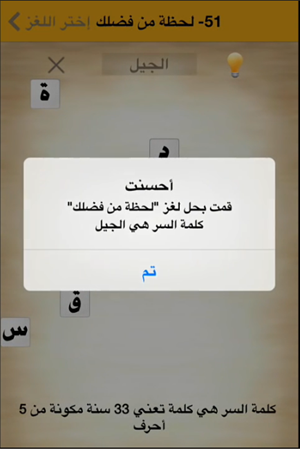 51- لحظة من فضلك إختر اللغز
الجيل
ة
د
أحسنت
قمت بحل لغز "لحظة من فضلك"
كلمة السر هي الجيل
تم
ق
س
كلمة السر هي كلمة تعني 33 سنة مكونة من 5
أحرف